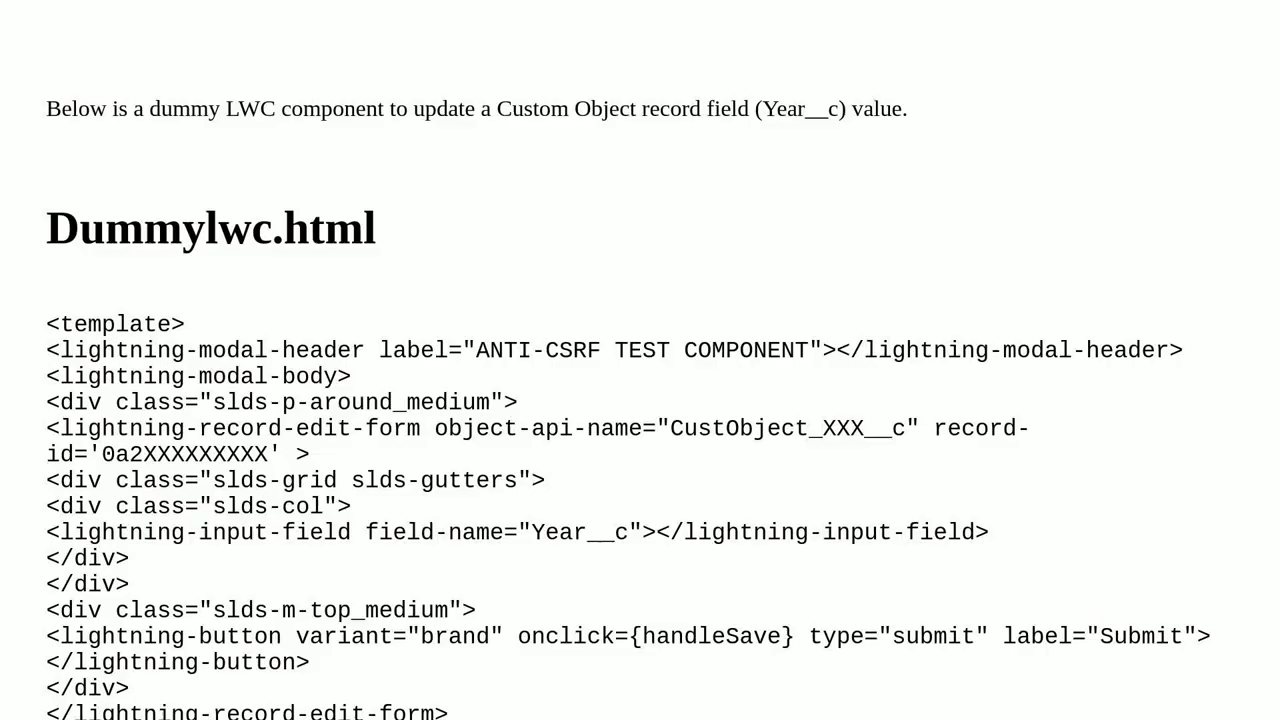 Below is a dummy LWC component to update a Custom Object record field (Year__c) value.
Dummylwc.html
<template>
<lightning-modal-header label="ANTI-CSRF TEST COMPONENT"></lightning-modal-header>
<lightning-modal-body>
<div class="slds-p-around_medium">
<lightning-record-edit-form object-api-name="CustObject_XXX__c" record-
id='0a2XXXXXXXXX' >
<div class="slds-grid slds-gutters">
<div class="slds-col">
<lightning-input-field field-name="Year__c"></lightning-input-field>
</div>
</div>
<div class="slds-m-top_medium">
<lightning-button variant="brand" onclick={handleSave} type="submit" label="Submit">
</lightning-button>
</div>
</lightning-record-edit-form>